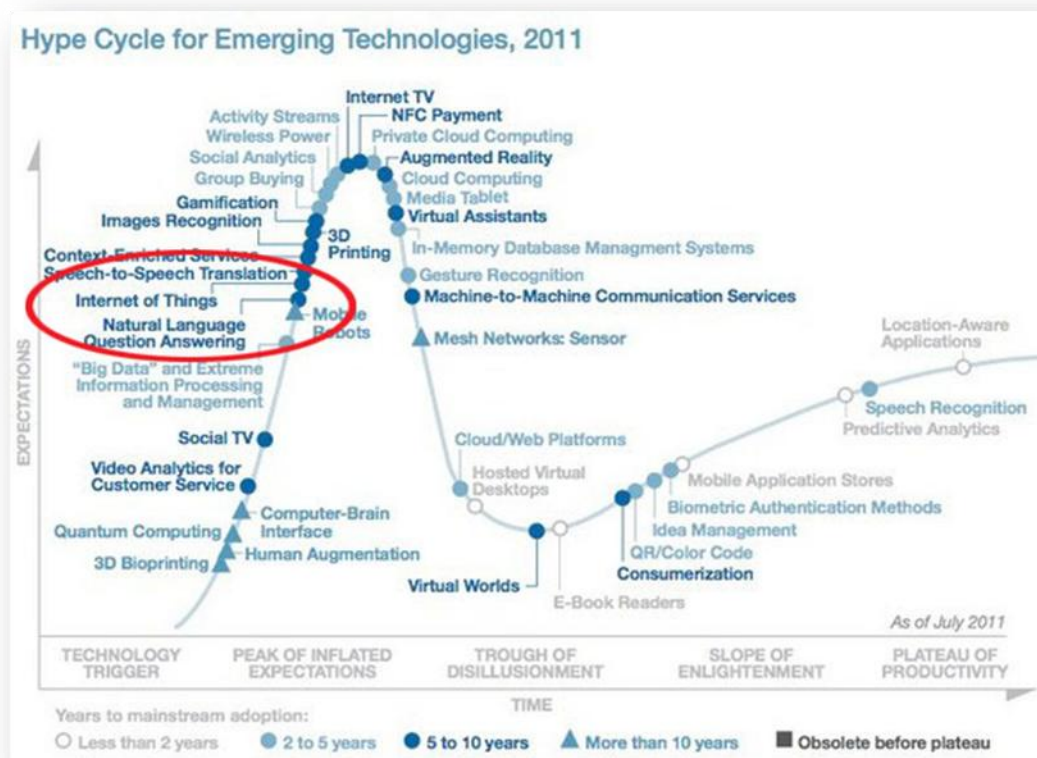 Hype Cycle for Emerging Technologies, 2011
Internet TV
Activity Streams
NFC Payment
Wireless Power
Private Cloud Computing
Social Analytics
Augmented Reality
Group Buying
Cloud Computing
Gamification
Media Tablet
Images Recognition
Virtual Assistants
3D
Printing
In-Memory Database Managment Systems
Context-Enriched Services
Speech-to-Speech Translation
Gesture Recognition
Internet of Things
Machine-to-Machine Communication Services
Natural Language
Question Answering
Mobile
Robots
Mesh Networks: Sensor
"Big Data" and Extreme
Information Processing
and Management
Location-Aware
Applications
Speech Recognition
Predictive Analytics
Social TV
Cloud/Web Platforms
Video Analytics for
Customer Service
Hosted Virtual
Desktops
Mobile Application Stores
Biometric Authentication Methods
Computer-Brain
Interface
Quantum Computing
Idea Management
Human Augmentation
QR/Color Code
3D Bioprinting
Consumerization
Virtual Worlds
E-Book Readers
EXPECTATIONS
As of July 2011
TECHNOLOGY
TRIGGER
PEAK OF INFLATED
EXPECTATIONS
TROUGH OF
DISILLUSIONMENT
SLOPE OF
ENLIGHTENMENT
PLATEAU OF
PRODUCTIVITY
TIME
Years to mainstream adoption:
Less than 2 years
2 to 5 years
5 to 10 years
More than 10 years
Obsolete before plateau